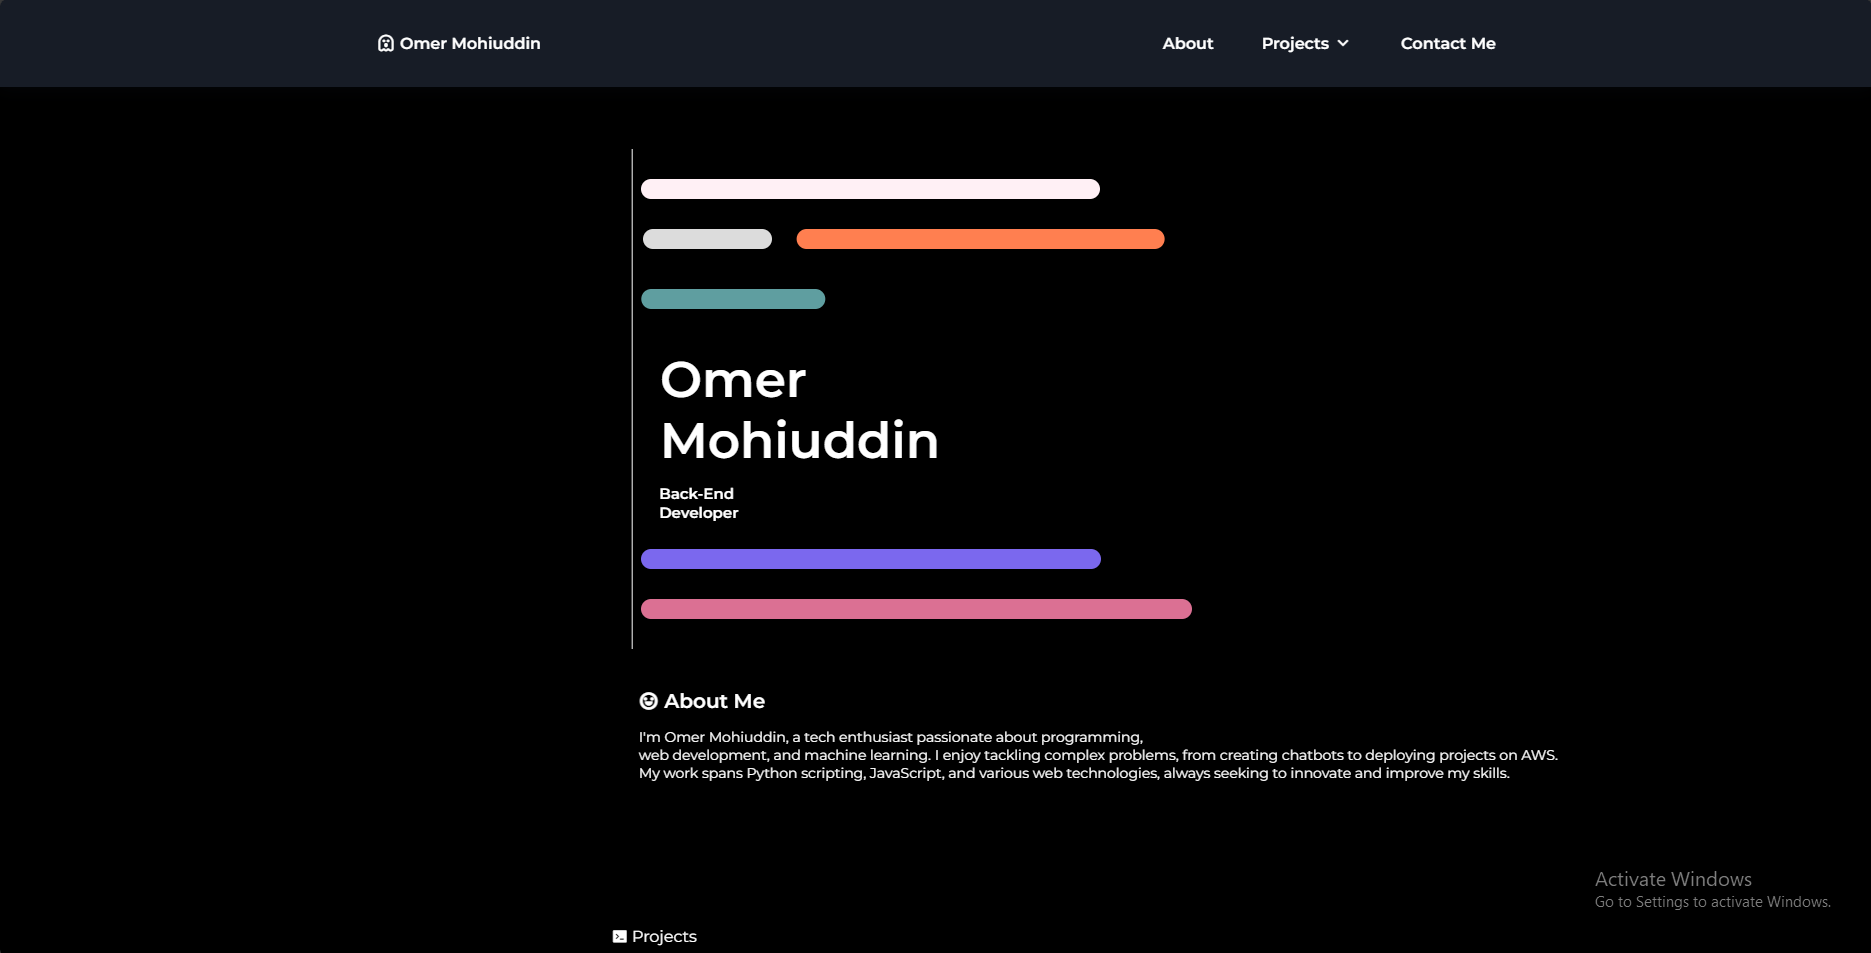 Omer Mohiuddin
About
Projects
Contact Me
Omer
Mohiuddin
Back-End
Developer
About Me
I'm Omer Mohiuddin, a tech enthusiast passionate about programming,
web development, and machine learning. I enjoy tackling complex problems, from creating chatbots to deploying projects on AWS.
My work spans Python scripting, JavaScript, and various web technologies, always seeking to innovate and improve my skills.
Activate Windows
Go to Settings to activate Windows.
Projects